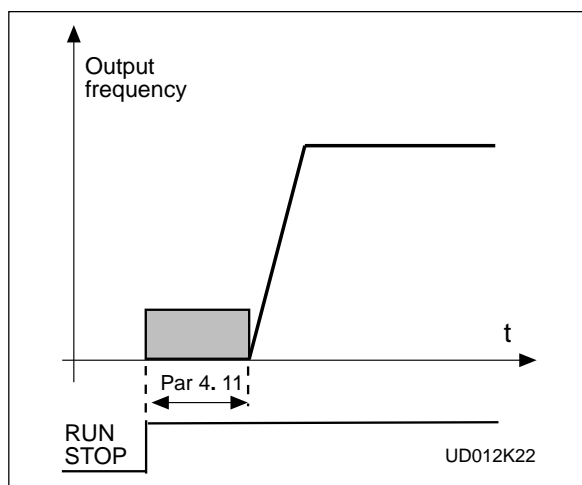 Output
frequency
t
Par 4. 11
RUN
STOP
UD012K22